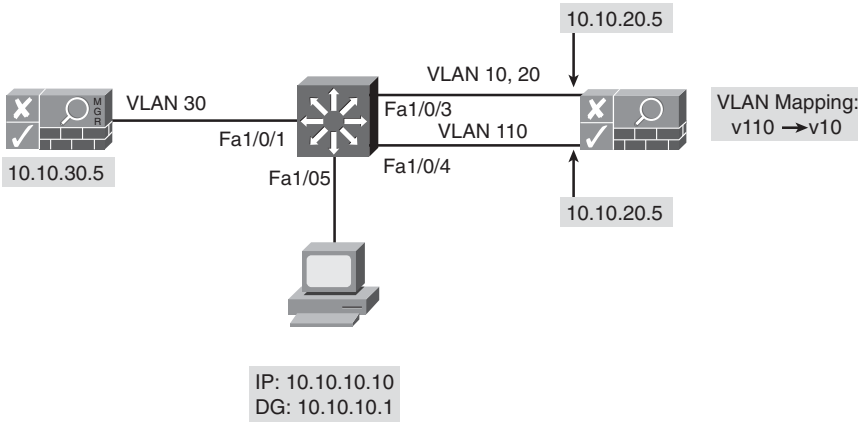 10.10.20.5
VLAN 10, 20
VLAN Mapping:
v110 → v10
MGR
VLAN 30
Fa1/0/3
VLAN 110
Fa1/0/1
Fa1/0/4
10.10.30.5
Fa1/05
10.10.20.5
IP: 10.10.10.10
DG: 10.10.10.1